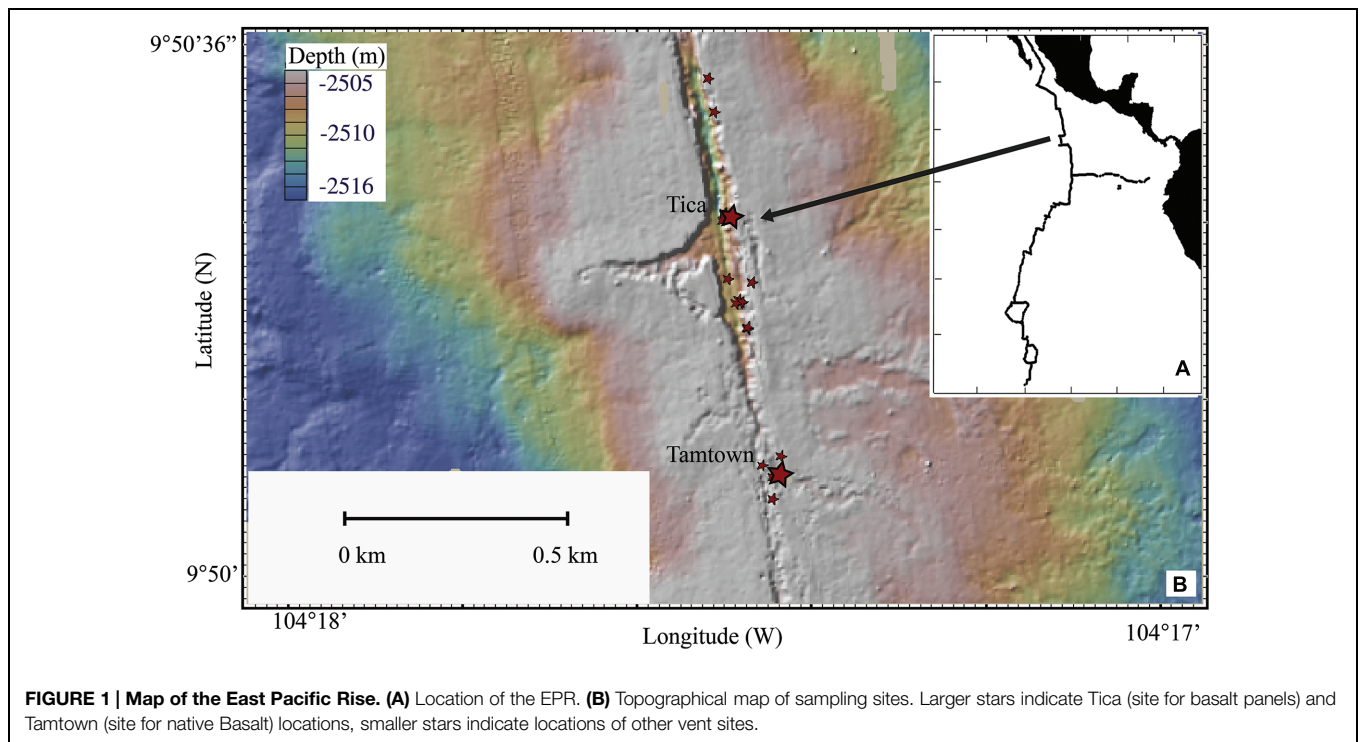 9°50'36”
Depth (m)
-2505
-2510
-2516
Tica
A
Latitude (N)
Tamtown
0 km 0.5 km
9°50'
B
104°18’
Longitude (W)
104°17’
FIGURE 1 | Map of the East Pacific Rise. (A) Location of the EPR. (B) Topographical map of sampling sites. Larger stars indicate Tica (site for basalt panels) and
Tamtown (site for native Basalt) locations, smaller stars indicate locations of other vent sites.